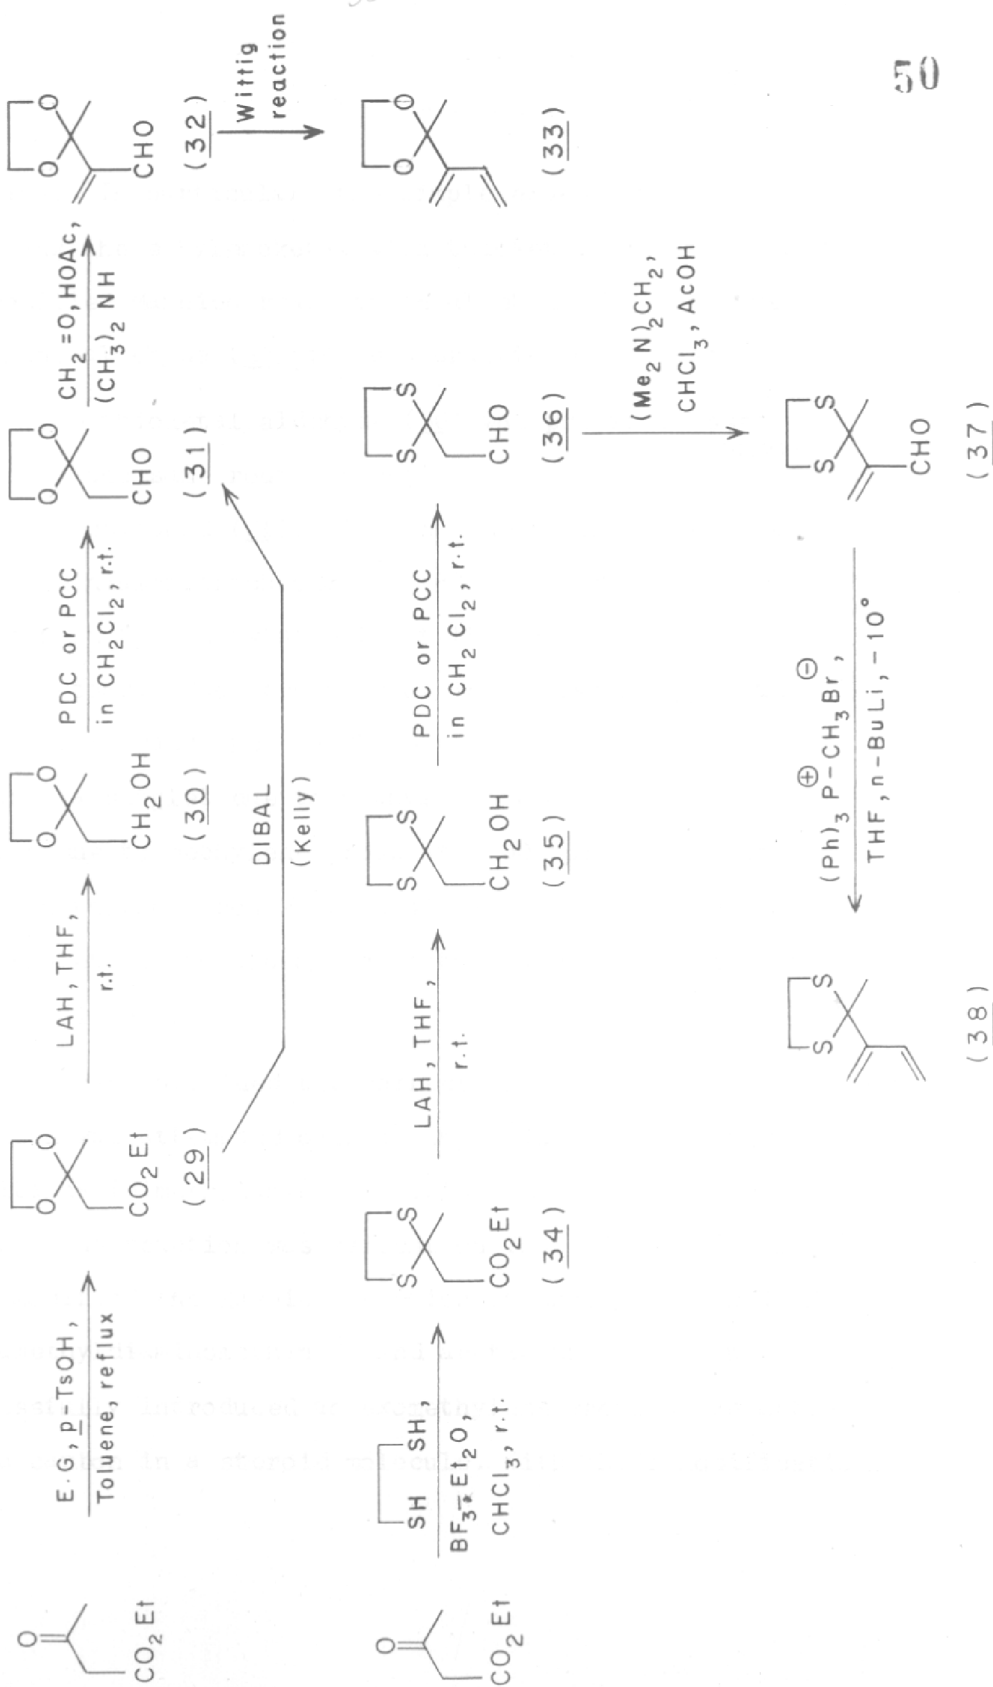 50
O
CO2Et
E·G, p-TsOH,
Toluene, reflux
O O
CO2Et
(29)
LAH, THF,
r.t.
O O
CH2OH
(30)
PDC or PCC
in CH2Cl2, r.t.
O O
CHO
(31)
CH2=O, HOAc,
(CH3)2NH
O O
CHO
(32)
Wittig
reaction
DIBAL
(Kelly)
O O
(33)
O
CO2Et
SH SH,
BF3·Et2O,
CHCl3, r.t.
S S
CO2Et
(34)
LAH, THF,
r.t.
S S
CH2OH
(35)
PDC or PCC
in CH2Cl2, r.t.
S S
CHO
(36)
(Me2N)2CH2,
CHCl3, AcOH
S S
(38)
(Ph)3P⊕-CH3Br⊖,
THF, n-BuLi, -10°
S S
CHO
(37)